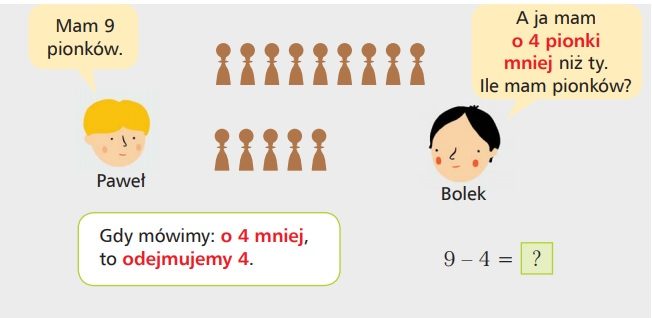 Mam 9
pionków.
A ja mam
o 4 pionki
mniej niż ty.
Ile mam pionków?
Paweł
Bolek
Gdy mówimy: o 4 mniej,
to odejmujemy 4.
9 – 4 = ?